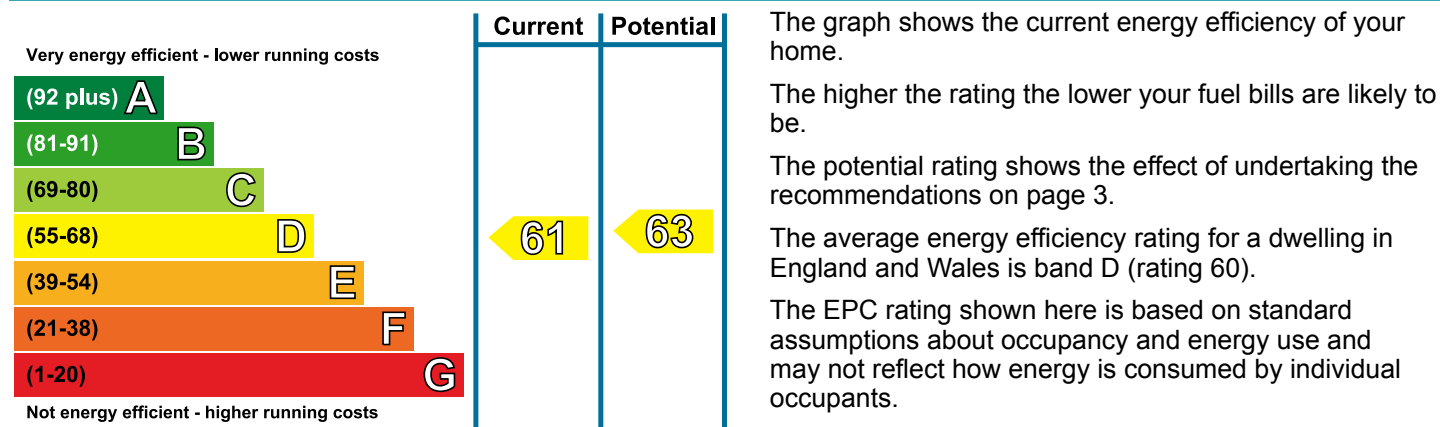 Current Potential
Very energy efficient - lower running costs
(92 plus) A
(81-91) B
(69-80) C
(55-68) D
(39-54) E
(21-38) F
(1-20) G
Not energy efficient - higher running costs
61 63
The graph shows the current energy efficiency of your
home.
The higher the rating the lower your fuel bills are likely to
be.
The potential rating shows the effect of undertaking the
recommendations on page 3.
The average energy efficiency rating for a dwelling in
England and Wales is band D (rating 60).
The EPC rating shown here is based on standard
assumptions about occupancy and energy use and
may not reflect how energy is consumed by individual
occupants.